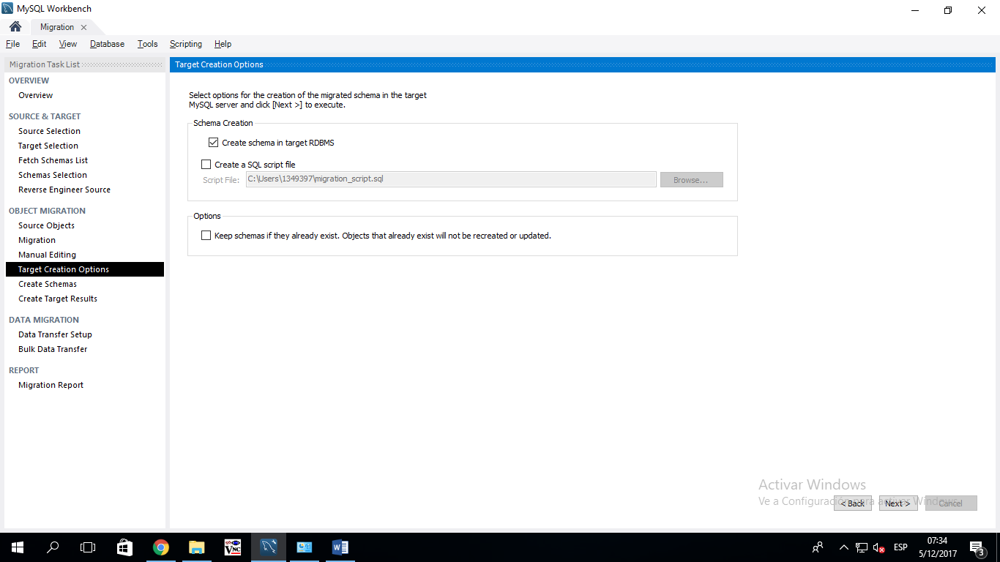 MySQL Workbench
Migration
File Edit View Database Tools Scripting Help
Migration Task List
OVERVIEW
Overview
SOURCE & TARGET
Source Selection
Target Selection
Fetch Schemas List
Schemas Selection
Reverse Engineer Source
OBJECT MIGRATION
Source Objects
Migration
Manual Editing
Target Creation Options
Create Schemas
Create Target Results
DATA MIGRATION
Data Transfer Setup
Bulk Data Transfer
REPORT
Migration Report
Target Creation Options
Select options for the creation of the migrated schema in the target
MySQL server and click [Next >] to execute.
Schema Creation
Create schema in target RDBMS
Create a SQL script file
Script File: C:\Users\1349397\migration_script.sql Browse...
Options
Keep schemas if they already exist. Objects that already exist will not be recreated or updated.
Activar Windows
Ve a Configuración para activar Windows.
< Back Next > Cancel
VNC
ESP
07:34
5/12/2017
3